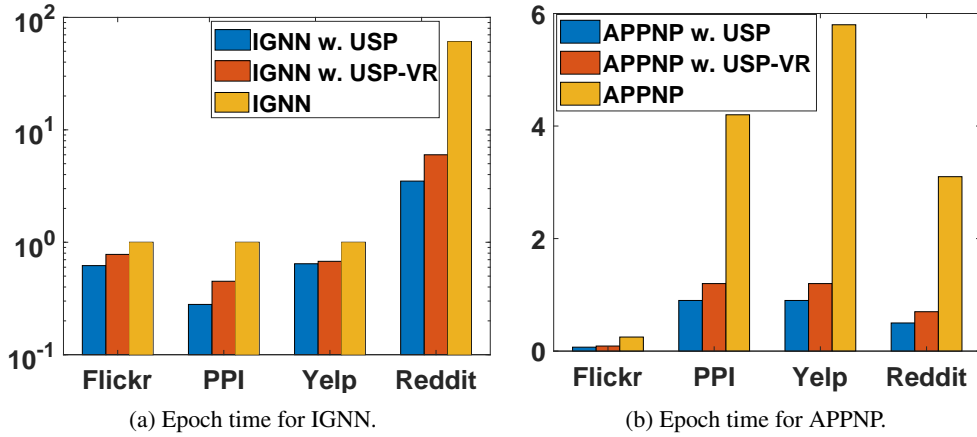 10^2
10^1
10^0
10^-1
IGNN w. USP
IGNN w. USP-VR
IGNN
Flickr PPI Yelp Reddit
(a) Epoch time for IGNN.
6
4
2
0
APPNP w. USP
APPNP w. USP-VR
APPNP
Flickr PPI Yelp Reddit
(b) Epoch time for APPNP.